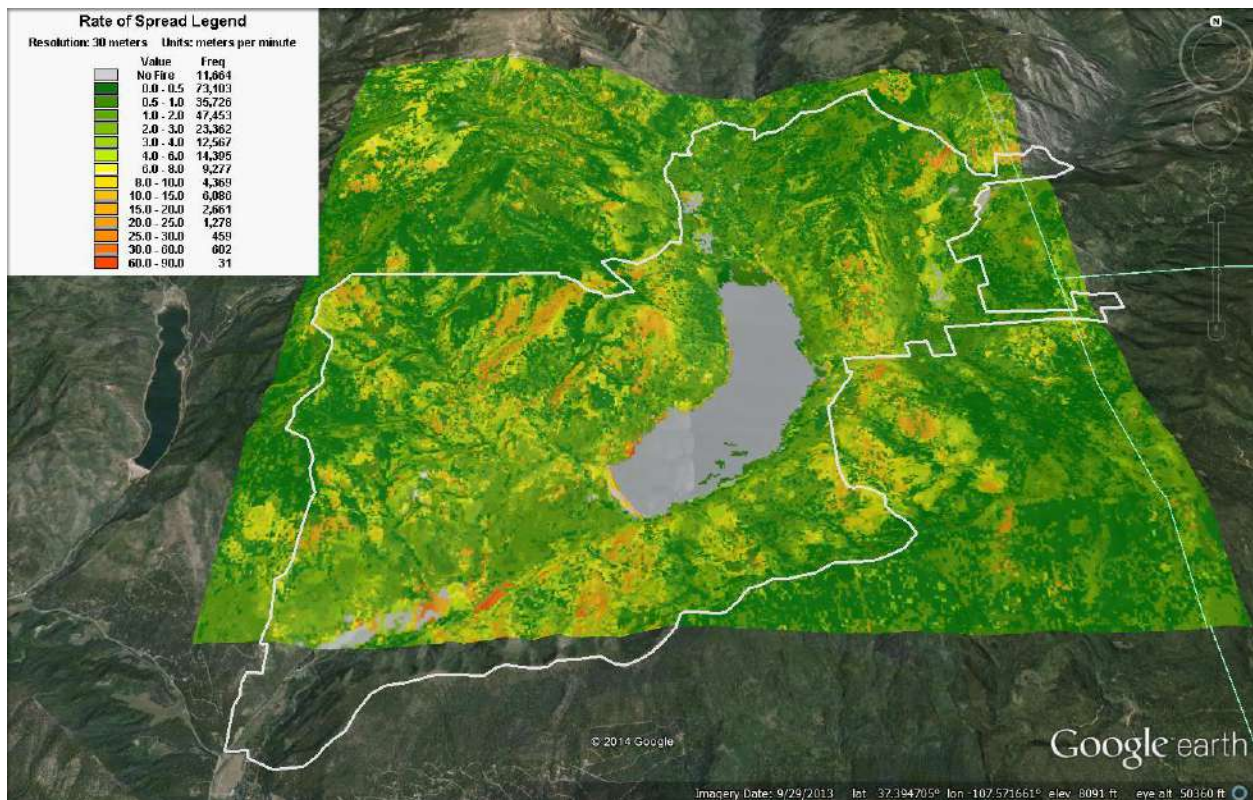 Rate of Spread Legend
Resolution: 30 meters Units: meters per minute
Value Freq
No Fire 11,664
0.0 - 0.5 73,103
0.5 - 1.0 35,726
1.0 - 2.0 47,453
2.0 - 3.0 23,362
3.0 - 4.0 12,567
4.0 - 6.0 14,395
6.0 - 8.0 9,277
8.0 - 10.0 4,369
10.0 - 15.0 6,086
15.0 - 20.0 2,661
20.0 - 25.0 1,278
25.0 - 30.0 459
30.0 - 60.0 602
60.0 - 90.0 31
N
© 2014 Google
Google earth
Imagery Date: 9/29/2013 lat 37.394705° lon -107.571661° elev 8091 ft eye alt 50360 ft